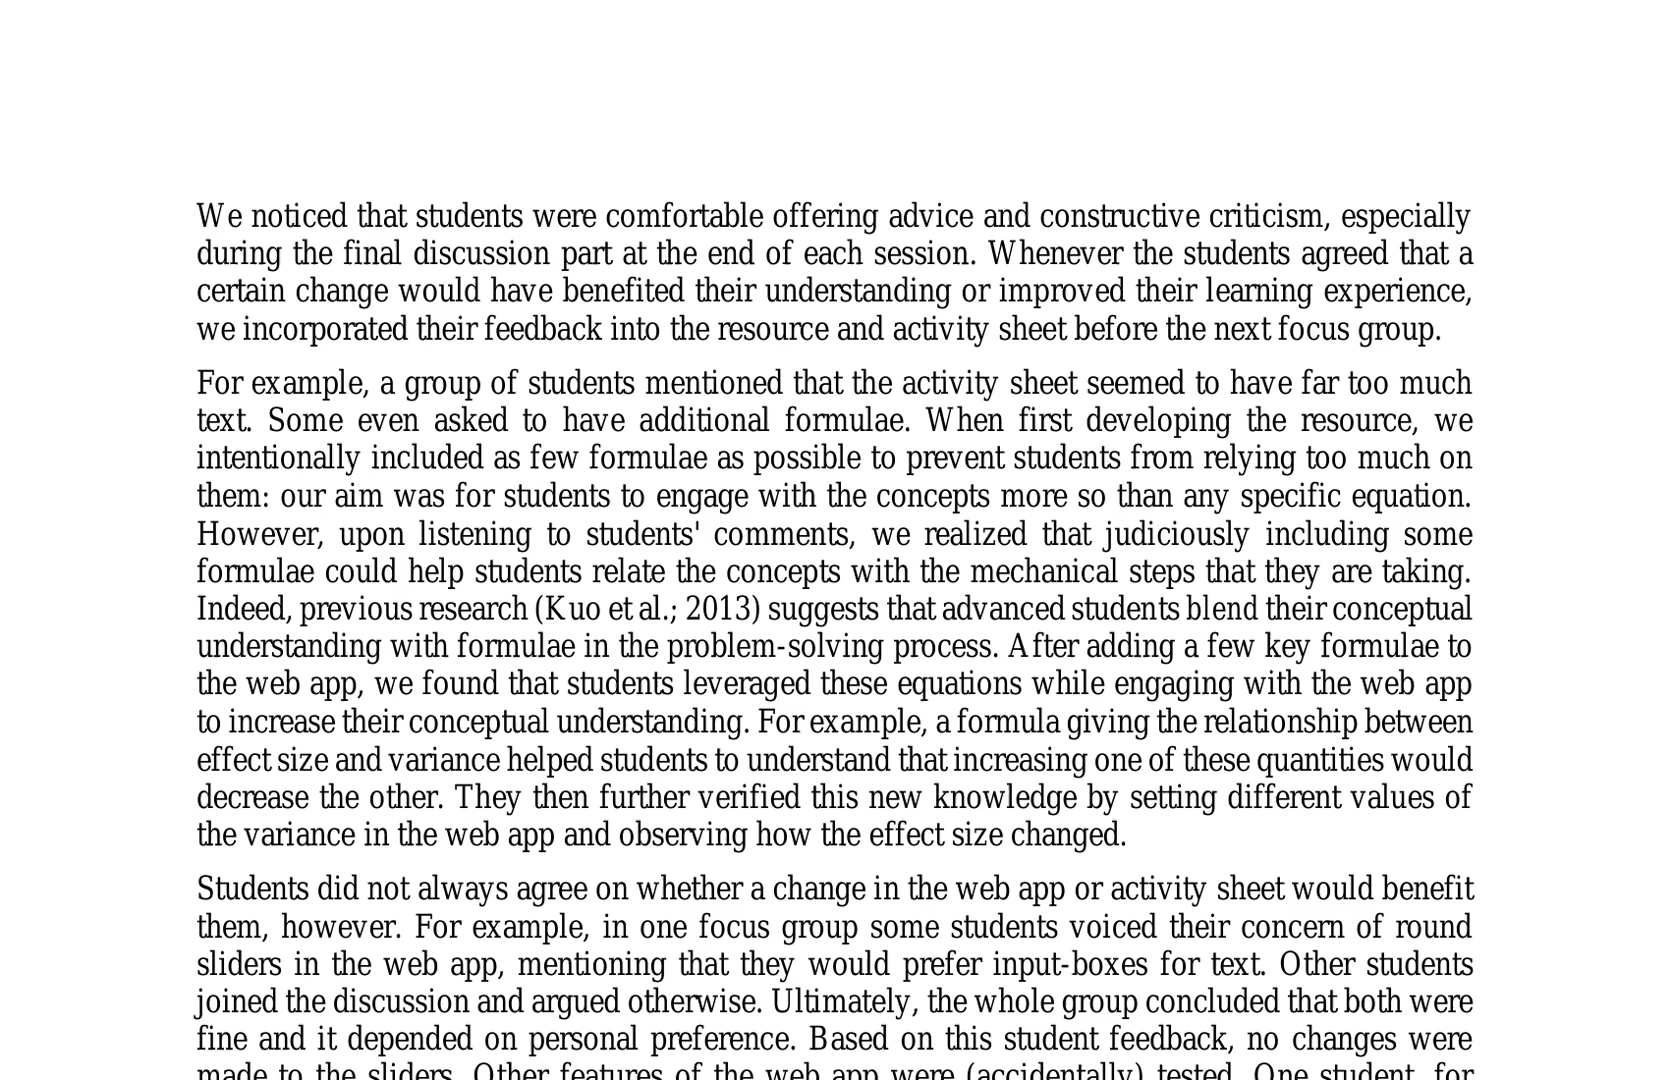 We noticed that students were comfortable offering advice and constructive criticism, especially
during the final discussion part at the end of each session. Whenever the students agreed that a
certain change would have benefited their understanding or improved their learning experience,
we incorporated their feedback into the resource and activity sheet before the next focus group.
For example, a group of students mentioned that the activity sheet seemed to have far too much
text. Some even asked to have additional formulae. When first developing the resource, we
intentionally included as few formulae as possible to prevent students from relying too much on
them: our aim was for students to engage with the concepts more so than any specific equation.
However, upon listening to students' comments, we realized that judiciously including some
formulae could help students relate the concepts with the mechanical steps that they are taking.
Indeed, previous research (Kuo et al.; 2013) suggests that advanced students blend their conceptual
understanding with formulae in the problem-solving process. After adding a few key formulae to
the web app, we found that students leveraged these equations while engaging with the web app
to increase their conceptual understanding. For example, a formula giving the relationship between
effect size and variance helped students to understand that increasing one of these quantities would
decrease the other. They then further verified this new knowledge by setting different values of
the variance in the web app and observing how the effect size changed.
Students did not always agree on whether a change in the web app or activity sheet would benefit
them, however. For example, in one focus group some students voiced their concern of round
sliders in the web app, mentioning that they would prefer input-boxes for text. Other students
joined the discussion and argued otherwise. Ultimately, the whole group concluded that both were
fine and it depended on personal preference. Based on this student feedback, no changes were
made to the sliders. Other features of the web app were (accidentally) tested. One student, for